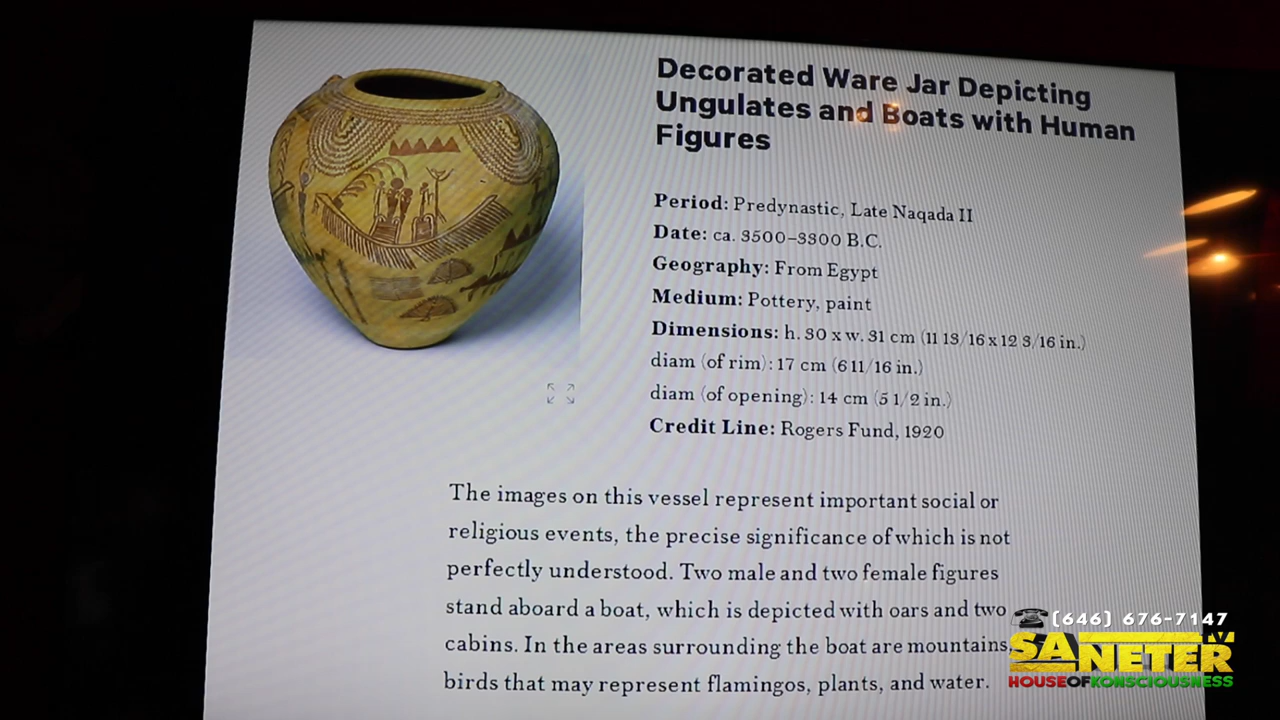 Decorated Ware Jar Depicting
Ungulates and Boats with Human
Figures
Period: Predynastic, Late Naqada II
Date: ca. 3500–3300 B.C.
Geography: From Egypt
Medium: Pottery, paint
Dimensions: h. 30 x w. 31 cm (11 13/16 x 12 3/16 in.)
diam (of rim): 17 cm (6 11/16 in.)
diam (of opening): 14 cm (5 1/2 in.)
Credit Line: Rogers Fund, 1920
The images on this vessel represent important social or
religious events, the precise significance of which is not
perfectly understood. Two male and two female figures
stand aboard a boat, which is depicted with oars and two
cabins. In the areas surrounding the boat are mountains,
birds that may represent flamingos, plants, and water.
(646) 676-7147
SANETER TV
HOUSEOFKONSCIOUSNESS